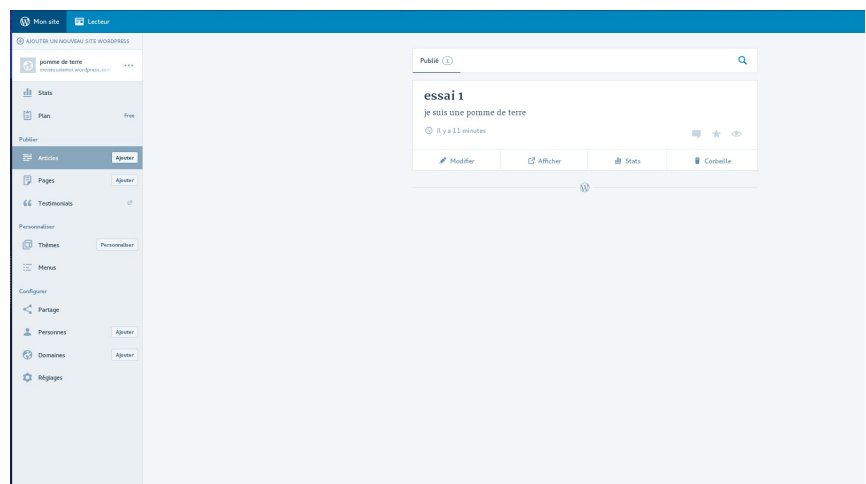 Mon site
Lecteur
AJOUTER UN NOUVEAU SITE WORDPRESS
pomme de terre
Stats
Plan Free
Publier
Articles Ajouter
Pages Ajouter
Testimonials
Personnaliser
Thèmes Personnaliser
Menus
Configurer
Partage
Personnes Ajouter
Domaines Ajouter
Réglages
Publié 1
essai 1
je suis une pomme de terre
Il y a 11 minutes
Modifier
Afficher
Stats
Corbeille